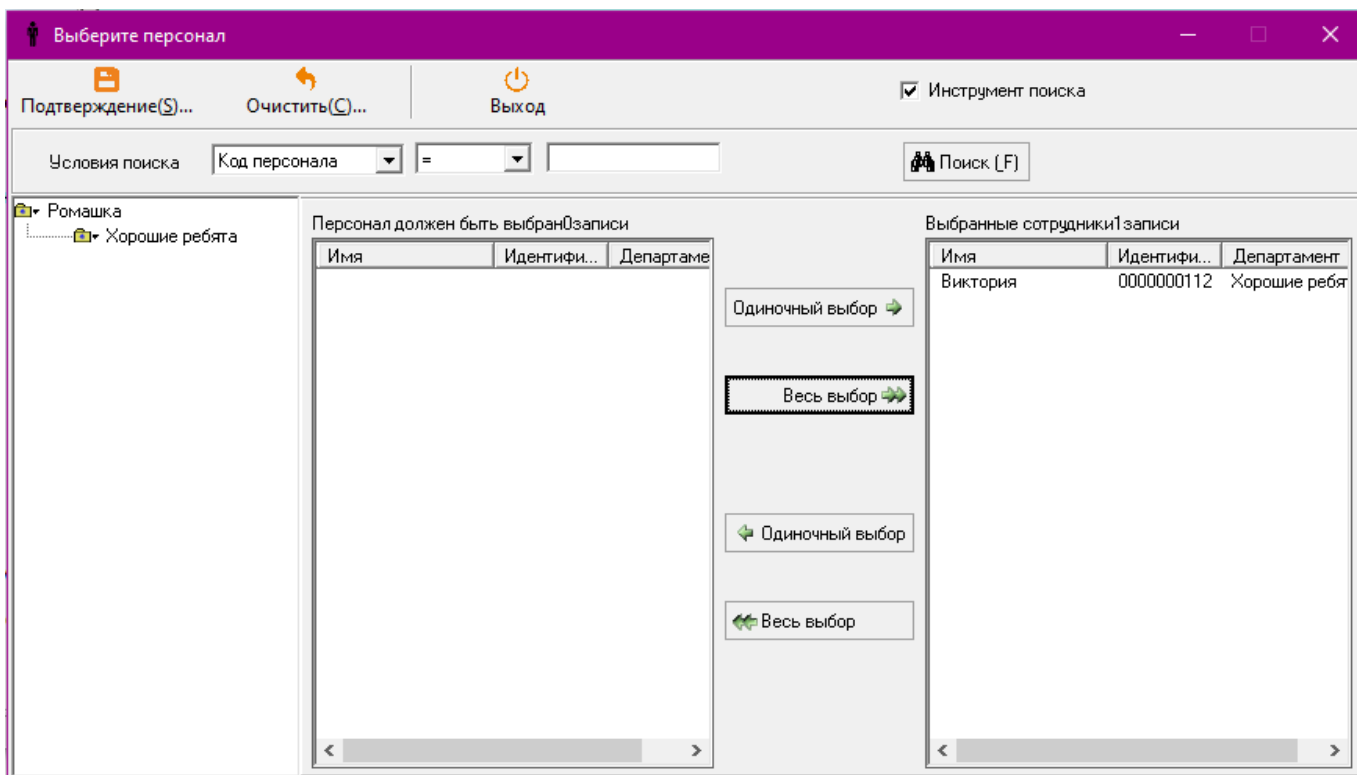 Выберите персонал
Подтверждение(S)... Очистить(C)... Выход Инструмент поиска
Условия поиска Код персонала = Поиск (F)
Ромашка
Хорошие ребята
Персонал должен быть выбран0записи
Имя Идентифи... Департаме
Одиночный выбор
Весь выбор
Одиночный выбор
Весь выбор
Выбранные сотрудники1записи
Имя Идентифи... Департамент
Виктория 0000000112 Хорошие ребят